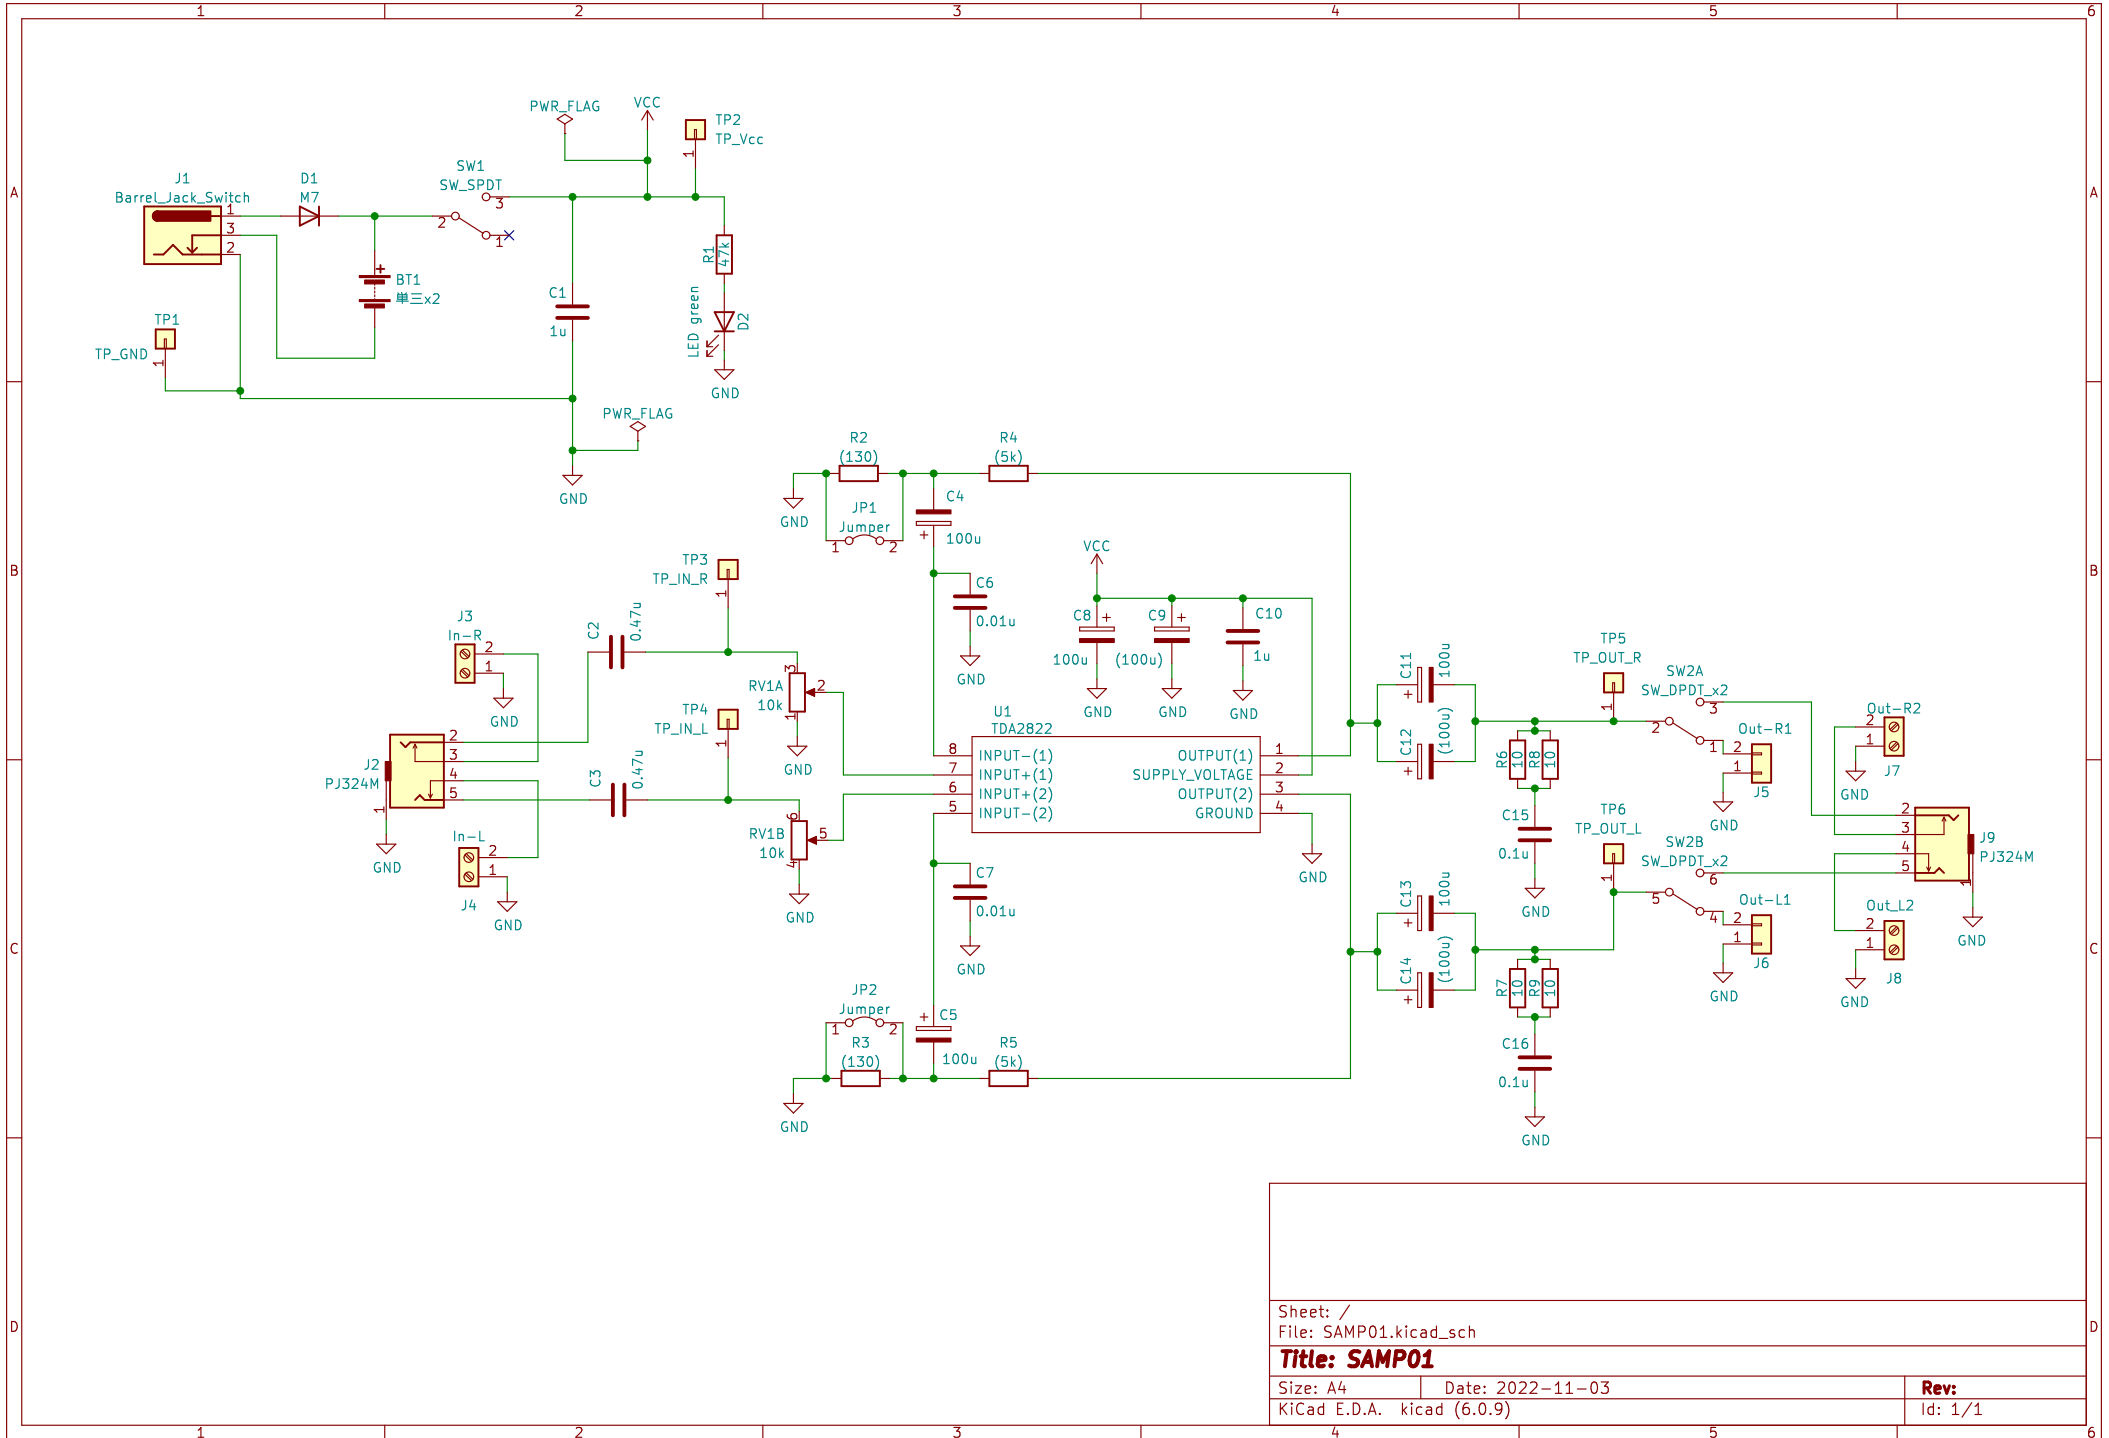 1 2 3 4 5 6
A
B
C
D
PWR_FLAG
VCC
TP2
TP_Vcc
1
SW1
SW_SPDT
3
2
1
J1
Barrel_Jack_Switch
1
3
2
D1
M7
BT1
単三x2
+
TP1
TP_GND
1
C1
1u
R1
47k
LED green
D2
GND
PWR_FLAG
GND
R2
(130)
R4
(5k)
GND
JP1
Jumper
1 2
C4
+
100u
C6
0.01u
GND
TP3
TP_IN_R
1
J3
In-R
2
1
GND
C2
0.47u
RV1A
10k
3
2
1
GND
TP4
TP_IN_L
1
J2
PJ324M
2
3
4
5
1
GND
C3
0.47u
RV1B
10k
6
5
4
GND
In-L
2
1
J4
GND
VCC
C8
+
100u
GND
C9
+
(100u)
GND
C10
1u
GND
U1
TDA2822
8 INPUT-(1) OUTPUT(1) 1
7 INPUT+(1) SUPPLY_VOLTAGE 2
6 INPUT+(2) OUTPUT(2) 3
5 INPUT-(2) GROUND 4
GND
C7
0.01u
GND
JP2
Jumper
1 2
R3
(130)
GND
C5
+
100u
R5
(5k)
C11
+
100u
C12
+
(100u)
C13
+
100u
C14
+
(100u)
R6
10
R8
10
C15
0.1u
GND
R7
10
R9
10
C16
0.1u
GND
TP5
TP_OUT_R
1
SW2A
SW_DPDT_x2
3
2
1
Out-R1
2
1
J5
GND
TP6
TP_OUT_L
1
SW2B
SW_DPDT_x2
6
5
4
Out-L1
2
1
J6
GND
Out-R2
2
1
J7
GND
J9
PJ324M
2
3
4
5
1
GND
Out_L2
2
1
J8
GND
Sheet: /
File: SAMP01.kicad_sch
Title: SAMP01
Size: A4 Date: 2022-11-03 Rev:
KiCad E.D.A. kicad (6.0.9) Id: 1/1
A
B
C
D
1 2 3 4 5 6